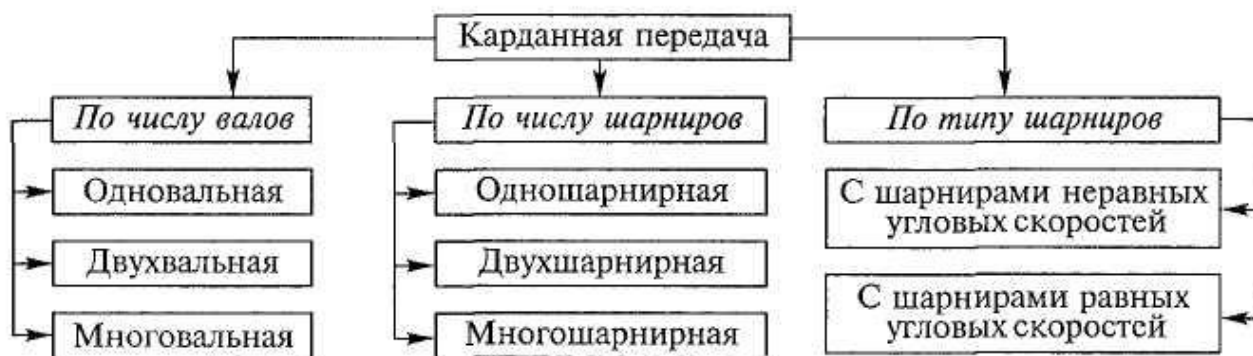 Карданная передача
По числу валов
Одновальная
Двухвальная
Многовальная
По числу шарниров
Одношарнирная
Двухшарнирная
Многошарнирная
По типу шарниров
С шарнирами неравных
угловых скоростей
С шарнирами равных
угловых скоростей